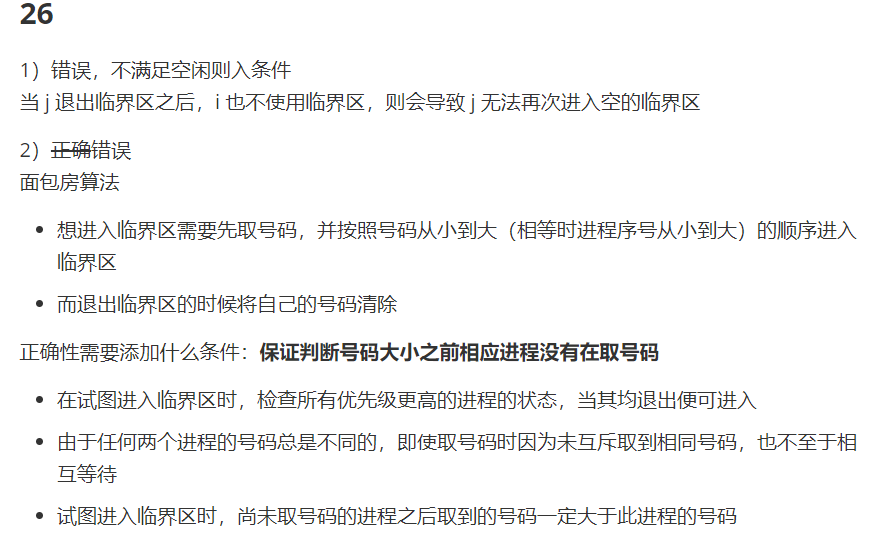 26
1）错误，不满足空闲则入条件
当 j 退出临界区之后，i 也不使用临界区，则会导致 j 无法再次进入空的临界区
2）正确错误
面包房算法
想进入临界区需要先取号码，并按照号码从小到大（相等时进程序号从小到大）的顺序进入
临界区
而退出临界区的时候将自己的号码清除
正确性需要添加什么条件：保证判断号码大小之前相应进程没有在取号码
在试图进入临界区时，检查所有优先级更高的进程的状态，当其均退出便可进入
由于任何两个进程的号码总是不同的，即使取号码时因为未互斥取到相同号码，也不至于相
互等待
试图进入临界区时，尚未取号码的进程之后取到的号码一定大于此进程的号码